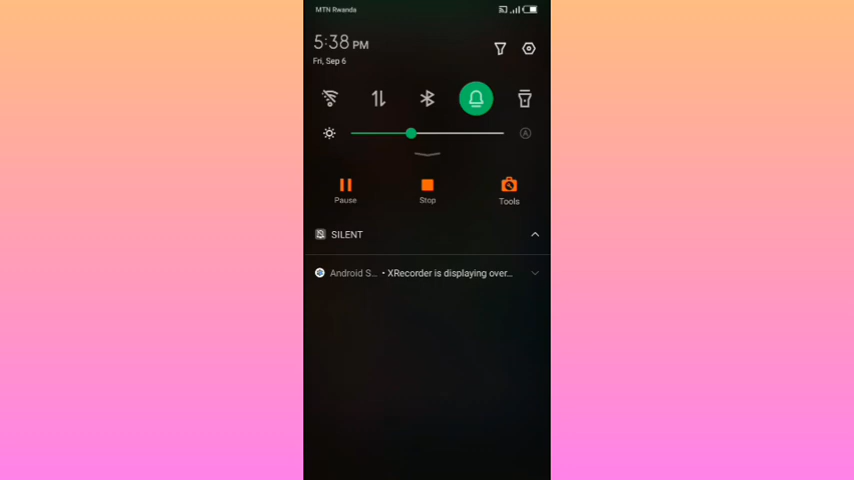 MTN Rwanda
5:38 PM
Fri, Sep 6
A
Pause
Stop
Tools
SILENT
Android S... • XRecorder is displaying over...